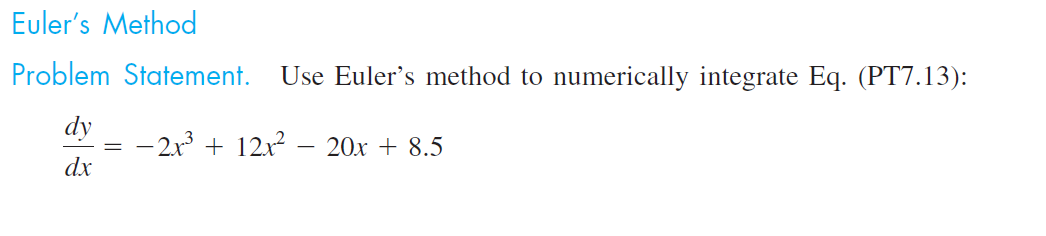 Euler's Method
Problem Statement. Use Euler's method to numerically integrate Eq. (PT7.13):
dy/dx = −2x³ + 12x² − 20x + 8.5